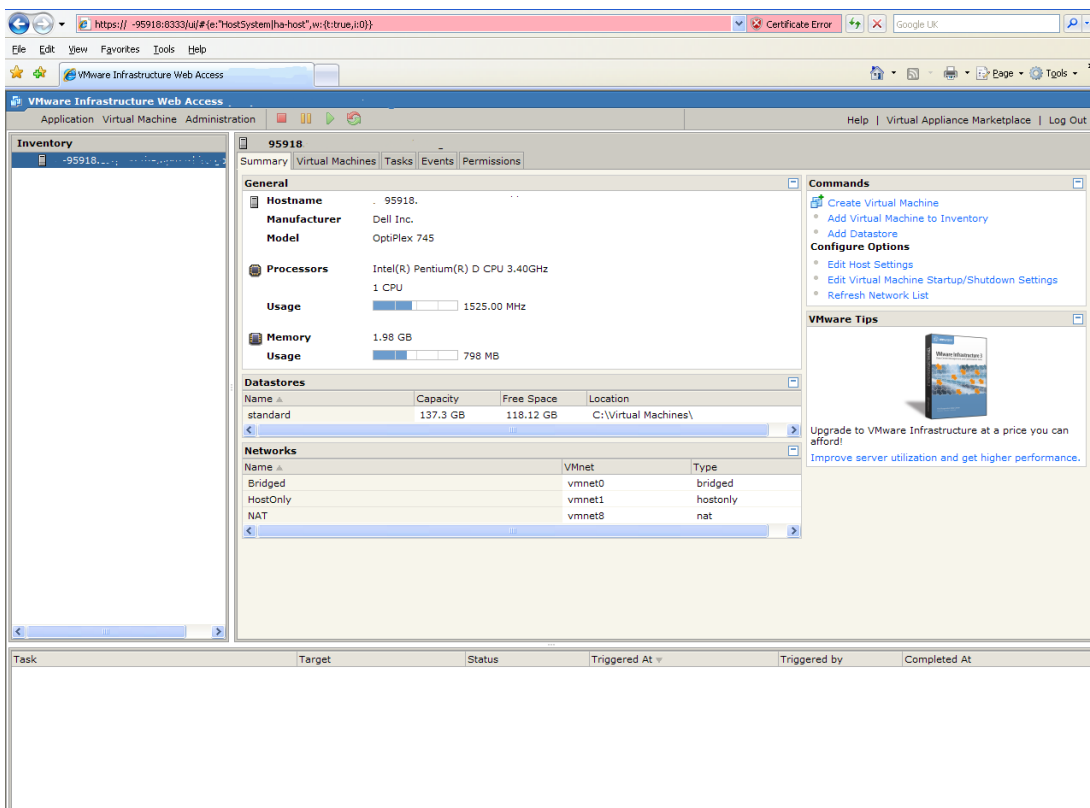 https:// -95918:8333/ui/#{e:"HostSystem|ha-host",w:{t:true,i:0}} Certificate Error Google UK
File Edit View Favorites Tools Help
VMware Infrastructure Web Access Page Tools
VMware Infrastructure Web Access
Application Virtual Machine Administration Help | Virtual Appliance Marketplace | Log Out
Inventory
-95918.
95918
Summary Virtual Machines Tasks Events Permissions
General
Hostname . 95918.
Manufacturer Dell Inc.
Model OptiPlex 745
Processors Intel(R) Pentium(R) D CPU 3.40GHz
1 CPU
Usage 1525.00 MHz
Memory 1.98 GB
Usage 798 MB
Datastores
Name Capacity Free Space Location
standard 137.3 GB 118.12 GB C:\Virtual Machines\
Networks
Name VMnet Type
Bridged vmnet0 bridged
HostOnly vmnet1 hostonly
NAT vmnet8 nat
Commands
Create Virtual Machine
Add Virtual Machine to Inventory
Add Datastore
Configure Options
Edit Host Settings
Edit Virtual Machine Startup/Shutdown Settings
Refresh Network List
VMware Tips
VMware Infrastructure 3
Upgrade to VMware Infrastructure at a price you can
afford!
Improve server utilization and get higher performance.
Task Target Status Triggered At Triggered by Completed At